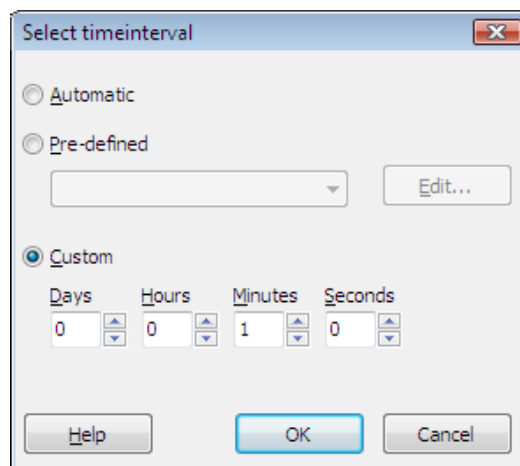 Select timeinterval
Automatic
Pre-defined
Edit...
Custom
Days Hours Minutes Seconds
0 0 1 0
Help OK Cancel